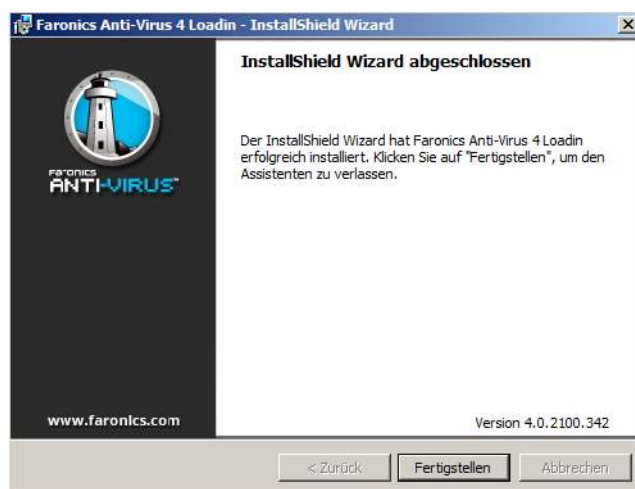 Faronics Anti-Virus 4 Loadin - InstallShield Wizard
InstallShield Wizard abgeschlossen
Der InstallShield Wizard hat Faronics Anti-Virus 4 Loadin
erfolgreich installiert. Klicken Sie auf "Fertigstellen", um den
Assistenten zu verlassen.
Faronics
ANTI-VIRUS™
www.faronics.com
Version 4.0.2100.342
< Zurück
Fertigstellen
Abbrechen